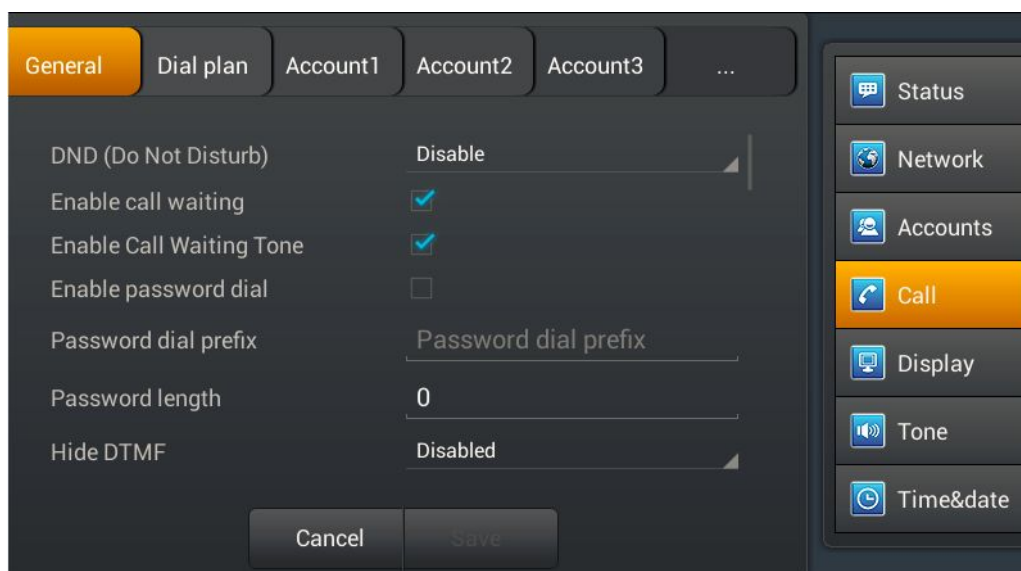 General Dial plan Account1 Account2 Account3 ...
DND (Do Not Disturb) Disable
Enable call waiting
Enable Call Waiting Tone
Enable password dial
Password dial prefix Password dial prefix
Password length 0
Hide DTMF Disabled
Cancel Save
Status
Network
Accounts
Call
Display
Tone
Time&date